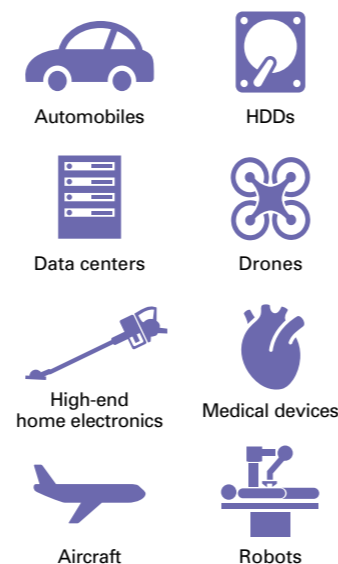 Automobiles
HDDs
Data centers
Drones
High-end
home electronics
Medical devices
Aircraft
Robots